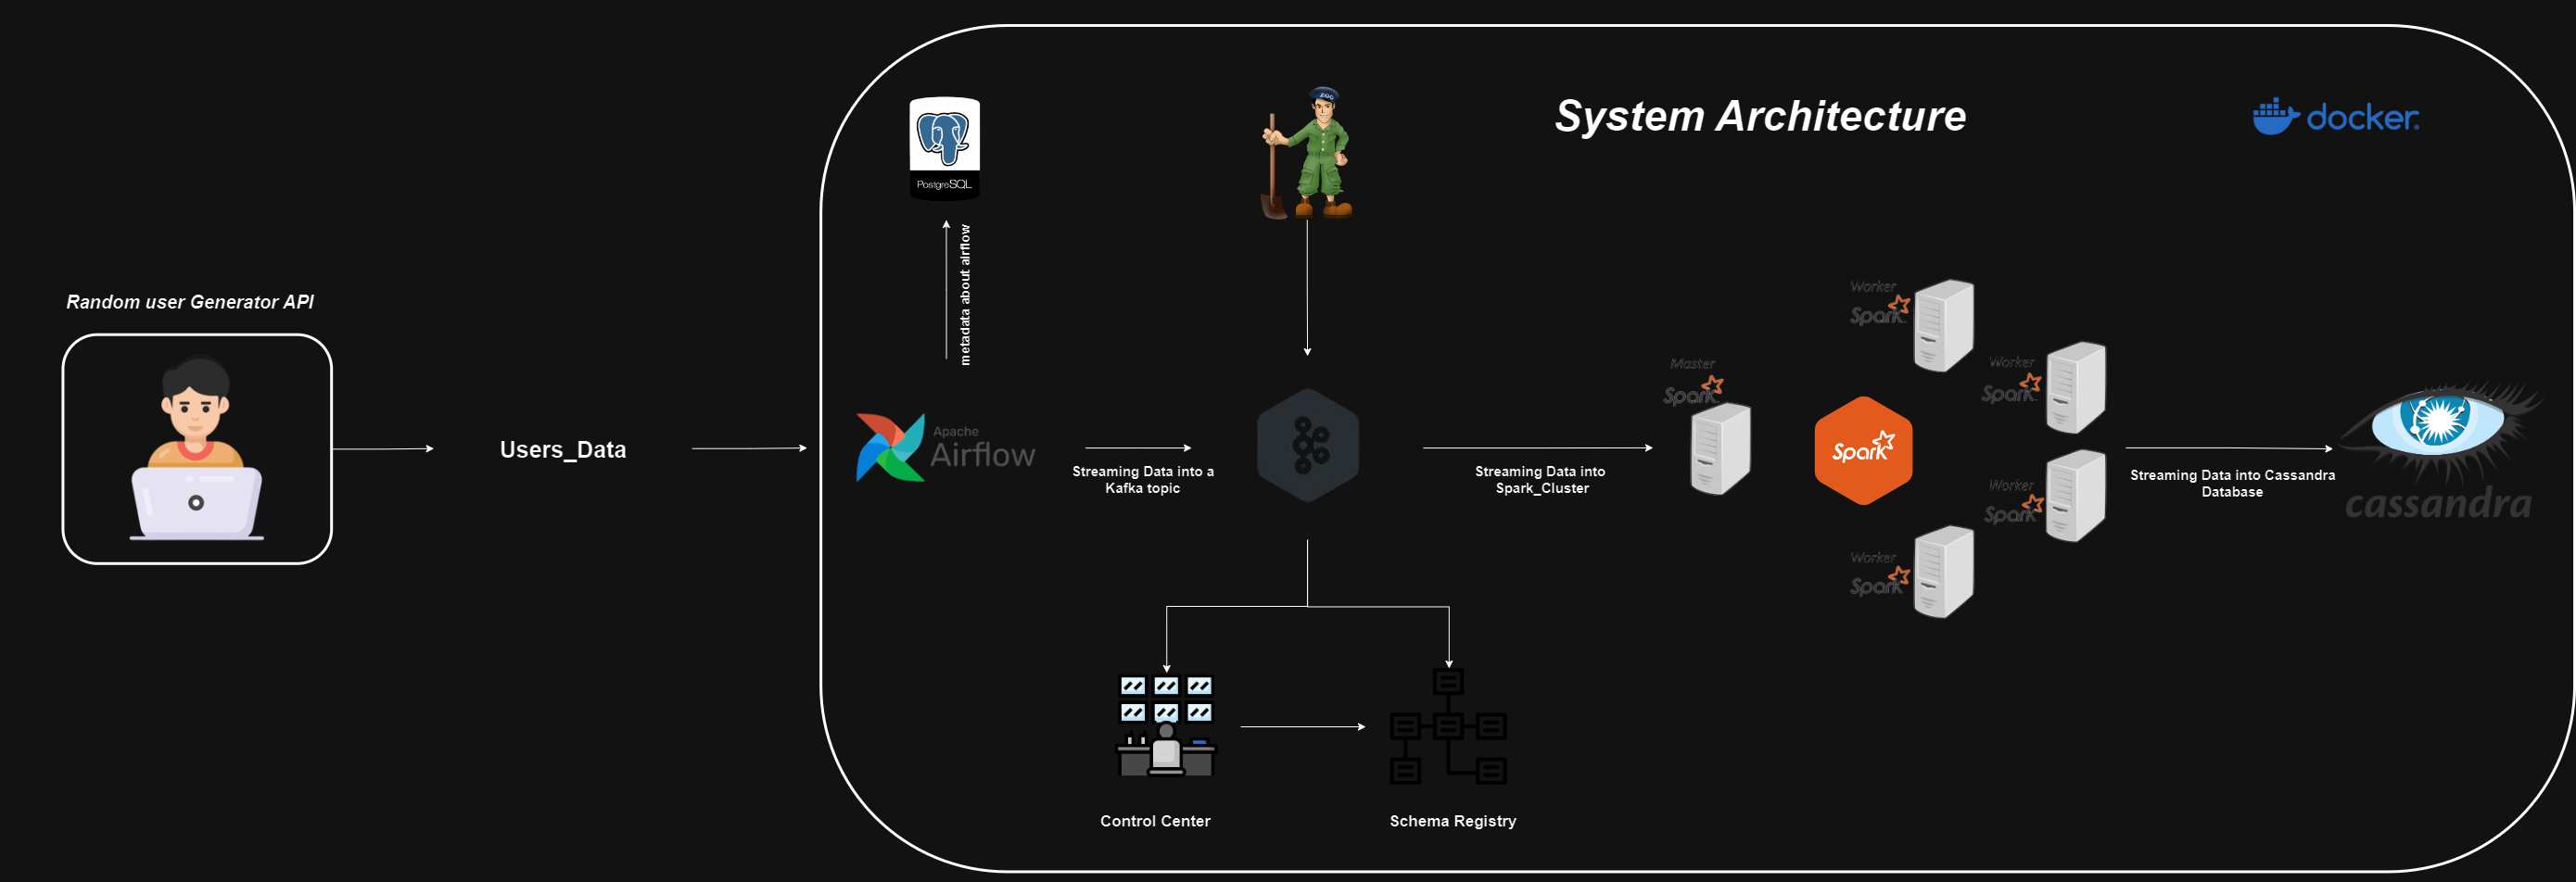 System Architecture
docker
ZOO
PostgreSQL
metadata about airflow
Random user Generator API
Users_Data
Apache
Airflow
Streaming Data into a
Kafka topic
Streaming Data into
Spark_Cluster
Master
Spark
Spark
Worker
Spark
Worker
Spark
Worker
Spark
Worker
Spark
Streaming Data into Cassandra
Database
cassandra
Control Center
Schema Registry